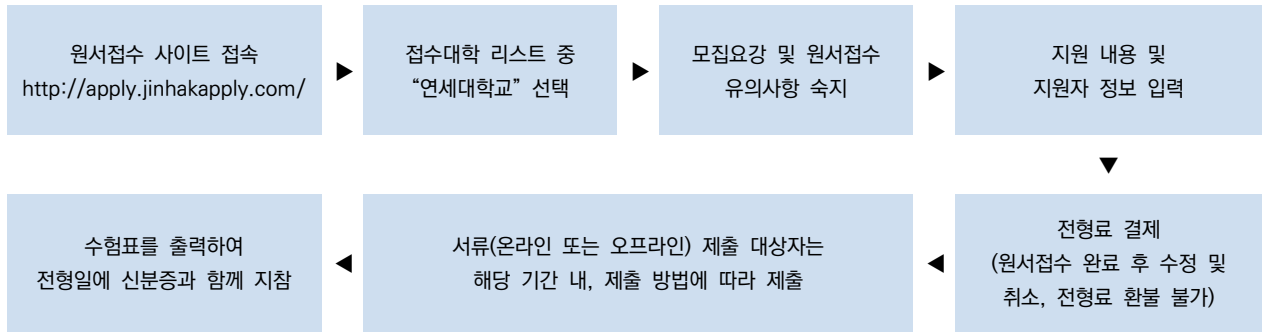 원서접수 사이트 접속
http://apply.jinhakapply.com/
접수대학 리스트 중
“연세대학교” 선택
모집요강 및 원서접수
유의사항 숙지
지원 내용 및
지원자 정보 입력
전형료 결제
(원서접수 완료 후 수정 및
취소, 전형료 환불 불가)
서류(온라인 또는 오프라인) 제출 대상자는
해당 기간 내, 제출 방법에 따라 제출
수험표를 출력하여
전형일에 신분증과 함께 지참